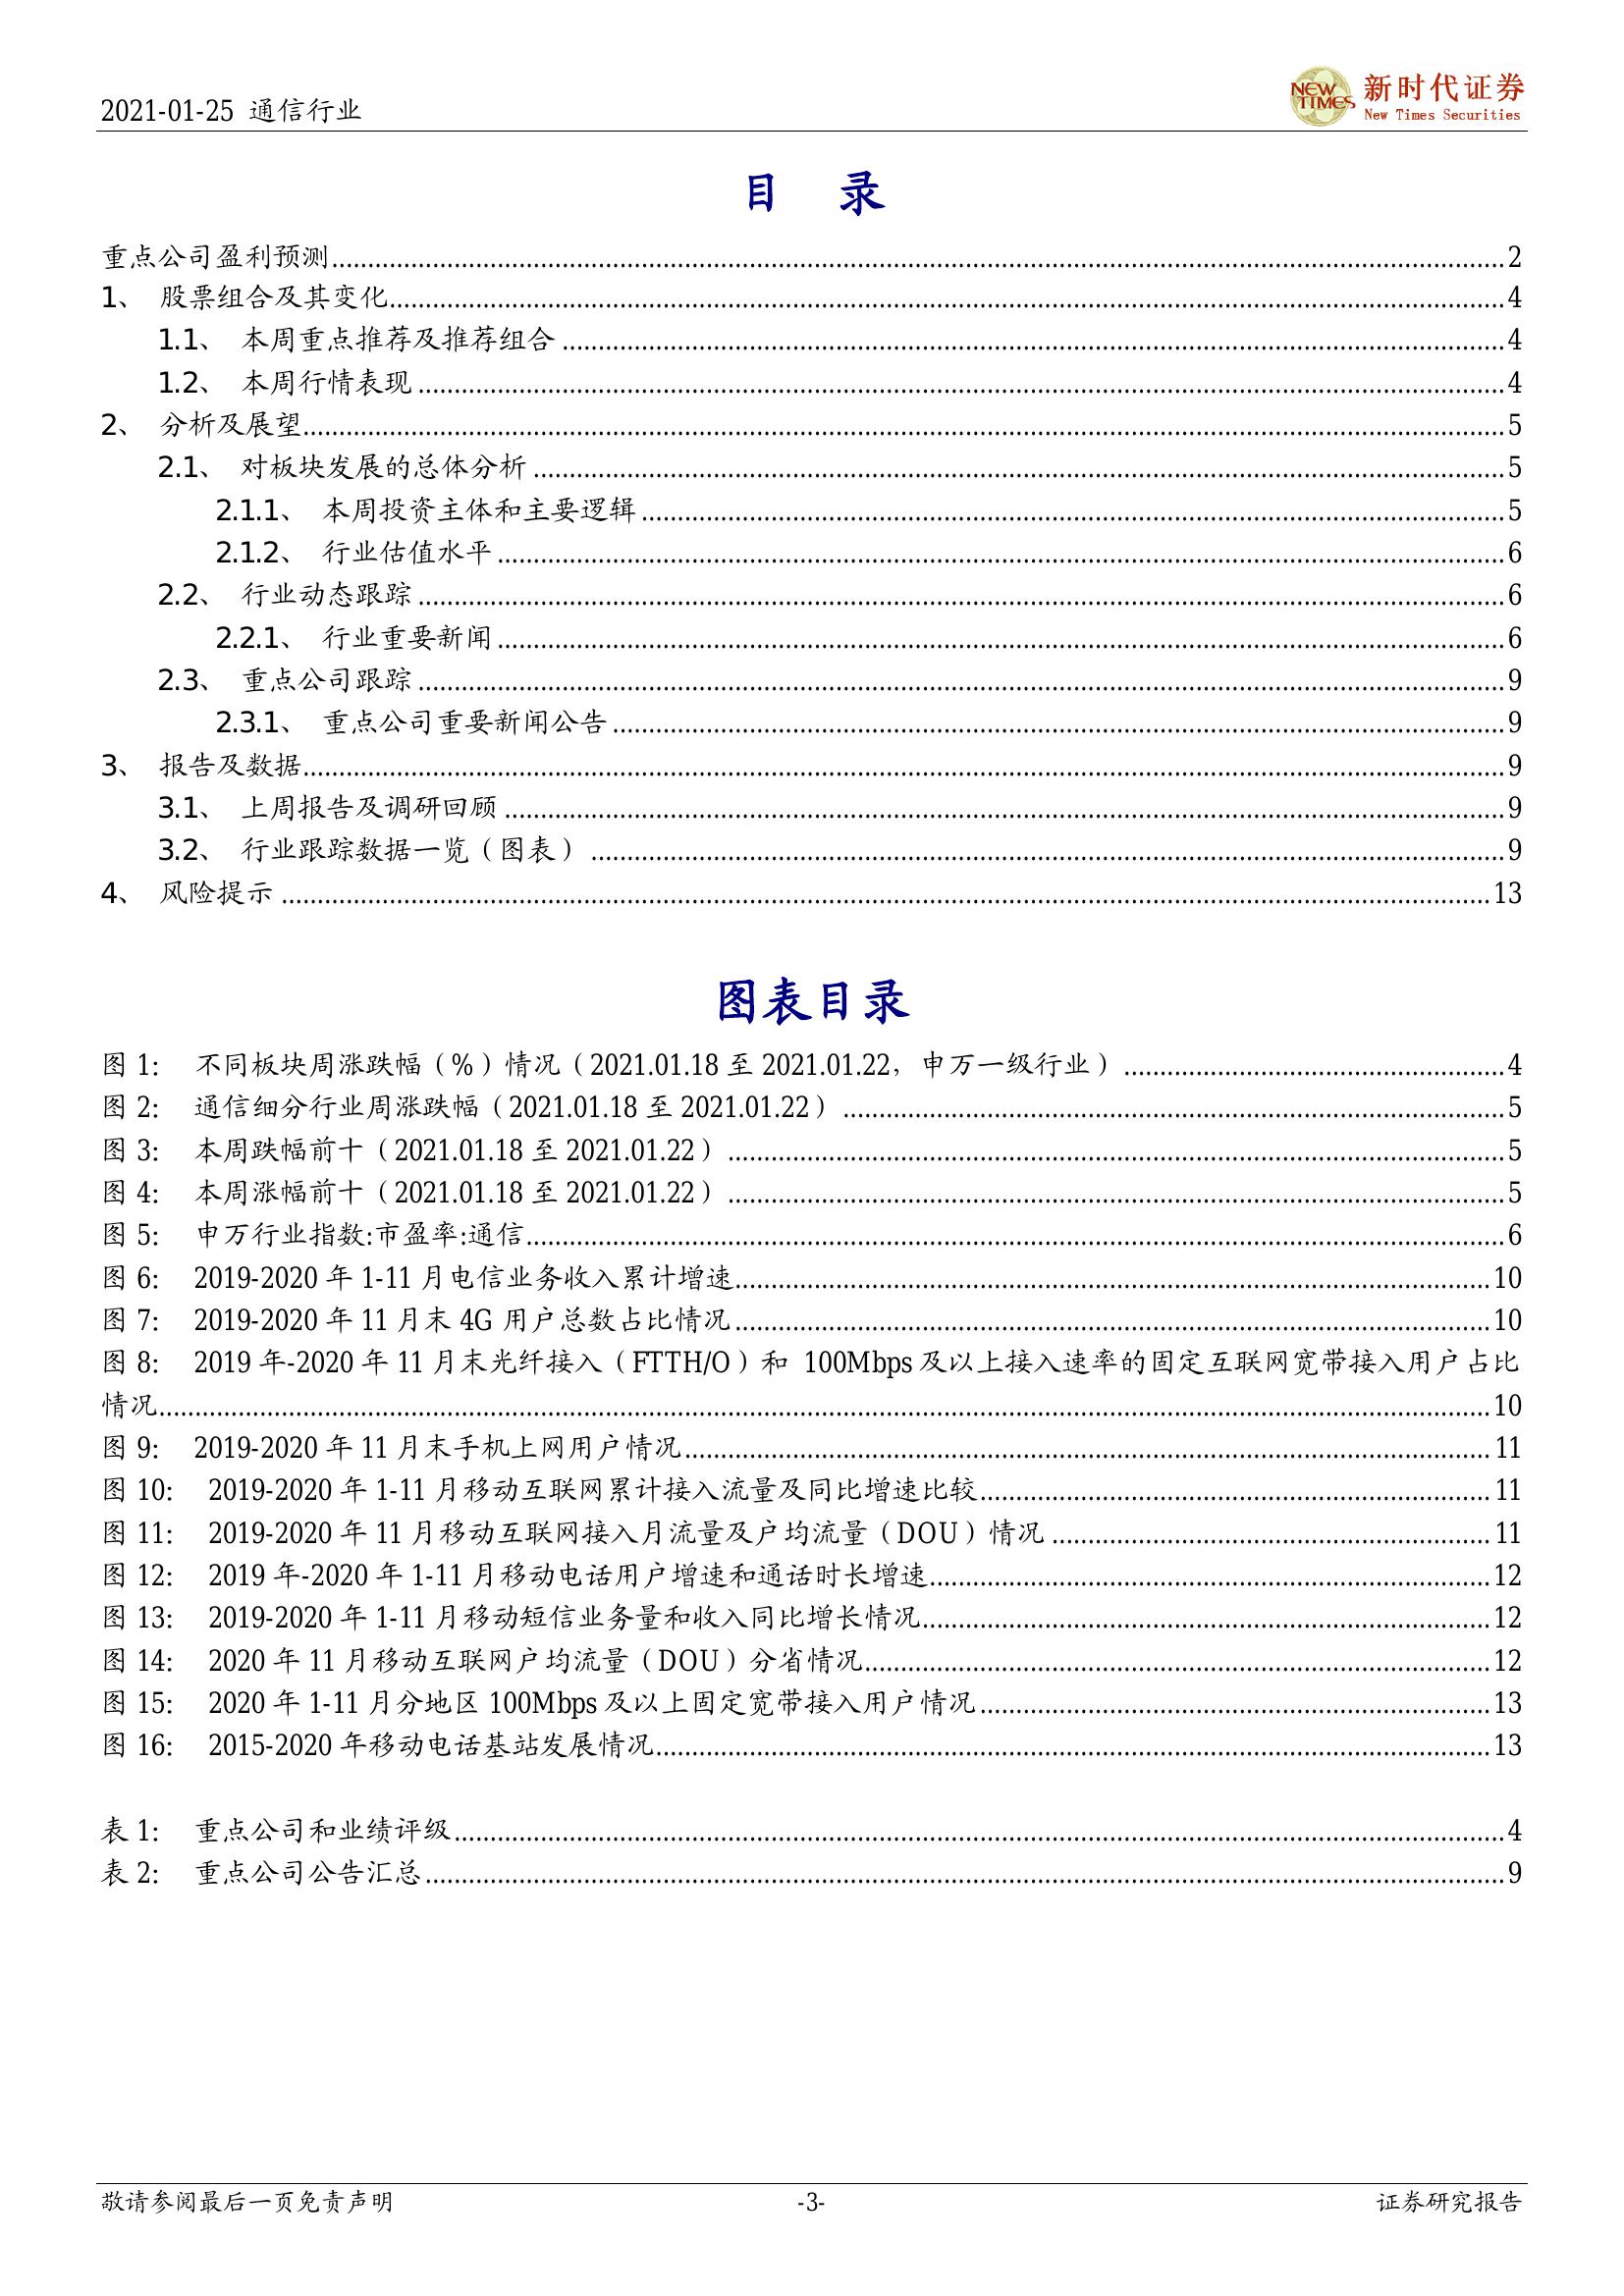 2021-01-25 通信行业
NEW TIMES 新时代证券
New Times Securities
目 录
重点公司盈利预测 2
1、 股票组合及其变化 4
1.1、 本周重点推荐及推荐组合 4
1.2、 本周行情表现 4
2、 分析及展望 5
2.1、 对板块发展的总体分析 5
2.1.1、 本周投资主体和主要逻辑 5
2.1.2、 行业估值水平 6
2.2、 行业动态跟踪 6
2.2.1、 行业重要新闻 6
2.3、 重点公司跟踪 9
2.3.1、 重点公司重要新闻公告 9
3、 报告及数据 9
3.1、 上周报告及调研回顾 9
3.2、 行业跟踪数据一览（图表） 9
4、 风险提示 13
图表目录
图 1: 不同板块周涨跌幅（%）情况（2021.01.18 至 2021.01.22，申万一级行业） 4
图 2: 通信细分行业周涨跌幅（2021.01.18 至 2021.01.22） 5
图 3: 本周跌幅前十（2021.01.18 至 2021.01.22） 5
图 4: 本周涨幅前十（2021.01.18 至 2021.01.22） 5
图 5: 申万行业指数:市盈率:通信 6
图 6: 2019-2020 年 1-11 月电信业务收入累计增速 10
图 7: 2019-2020 年 11 月末 4G 用户总数占比情况 10
图 8: 2019 年-2020 年 11 月末光纤接入（FTTH/O）和 100Mbps 及以上接入速率的固定互联网宽带接入用户占比
情况 10
图 9: 2019-2020 年 11 月末手机上网用户情况 11
图 10: 2019-2020 年 1-11 月移动互联网累计接入流量及同比增速比较 11
图 11: 2019-2020 年 11 月移动互联网接入月流量及户均流量（DOU）情况 11
图 12: 2019 年-2020 年 1-11 月移动电话用户增速和通话时长增速 12
图 13: 2019-2020 年 1-11 月移动短信业务量和收入同比增长情况 12
图 14: 2020 年 11 月移动互联网户均流量（DOU）分省情况 12
图 15: 2020 年 1-11 月分地区 100Mbps 及以上固定宽带接入用户情况 13
图 16: 2015-2020 年移动电话基站发展情况 13
表 1: 重点公司和业绩评级 4
表 2: 重点公司公告汇总 9
敬请参阅最后一页免责声明 -3- 证券研究报告